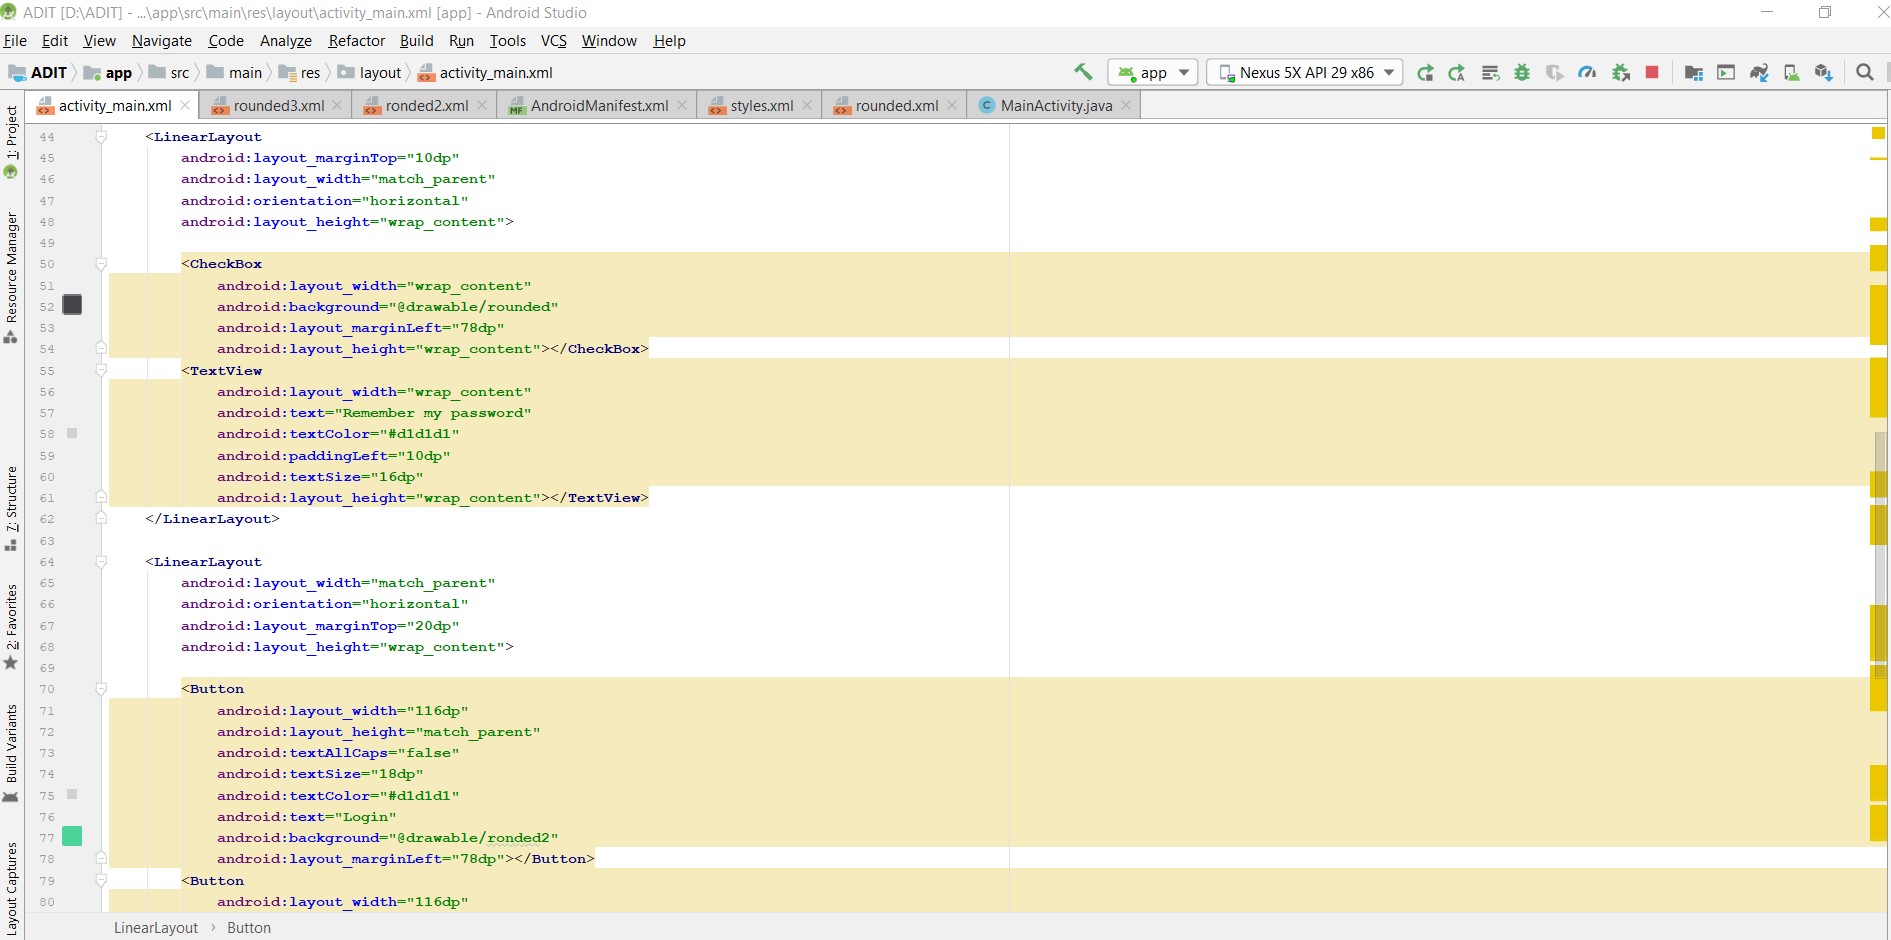 ADIT [D:\ADIT] - ...\app\src\main\res\layout\activity_main.xml [app] - Android Studio
File Edit View Navigate Code Analyze Refactor Build Run Tools VCS Window Help
ADIT app src main res layout activity_main.xml app Nexus 5X API 29 x86
activity_main.xml rounded3.xml ronded2.xml AndroidManifest.xml styles.xml rounded.xml MainActivity.java
1: Project
Resource Manager
7: Structure
2: Favorites
Build Variants
Layout Captures
44 <LinearLayout
45 android:layout_marginTop="10dp"
46 android:layout_width="match_parent"
47 android:orientation="horizontal"
48 android:layout_height="wrap_content">
49
50 <CheckBox
51 android:layout_width="wrap_content"
52 android:background="@drawable/rounded"
53 android:layout_marginLeft="78dp"
54 android:layout_height="wrap_content"></CheckBox>
55 <TextView
56 android:layout_width="wrap_content"
57 android:text="Remember my password"
58 android:textColor="#d1d1d1"
59 android:paddingLeft="10dp"
60 android:textSize="16dp"
61 android:layout_height="wrap_content"></TextView>
62 </LinearLayout>
63
64 <LinearLayout
65 android:layout_width="match_parent"
66 android:orientation="horizontal"
67 android:layout_marginTop="20dp"
68 android:layout_height="wrap_content">
69
70 <Button
71 android:layout_width="116dp"
72 android:layout_height="match_parent"
73 android:textAllCaps="false"
74 android:textSize="18dp"
75 android:textColor="#d1d1d1"
76 android:text="Login"
77 android:background="@drawable/ronded2"
78 android:layout_marginLeft="78dp"></Button>
79 <Button
80 android:layout_width="116dp"
LinearLayout › Button